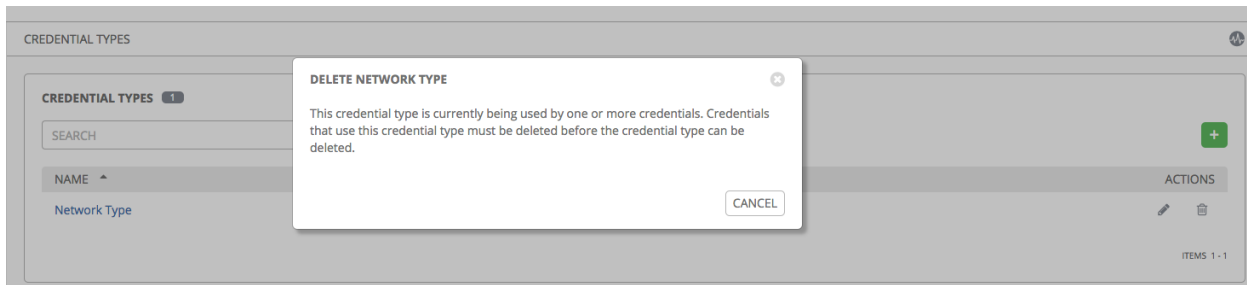 CREDENTIAL TYPES
CREDENTIAL TYPES 1
SEARCH
NAME
ACTIONS
Network Type
ITEMS 1 - 1
DELETE NETWORK TYPE
This credential type is currently being used by one or more credentials. Credentials
that use this credential type must be deleted before the credential type can be
deleted.
CANCEL